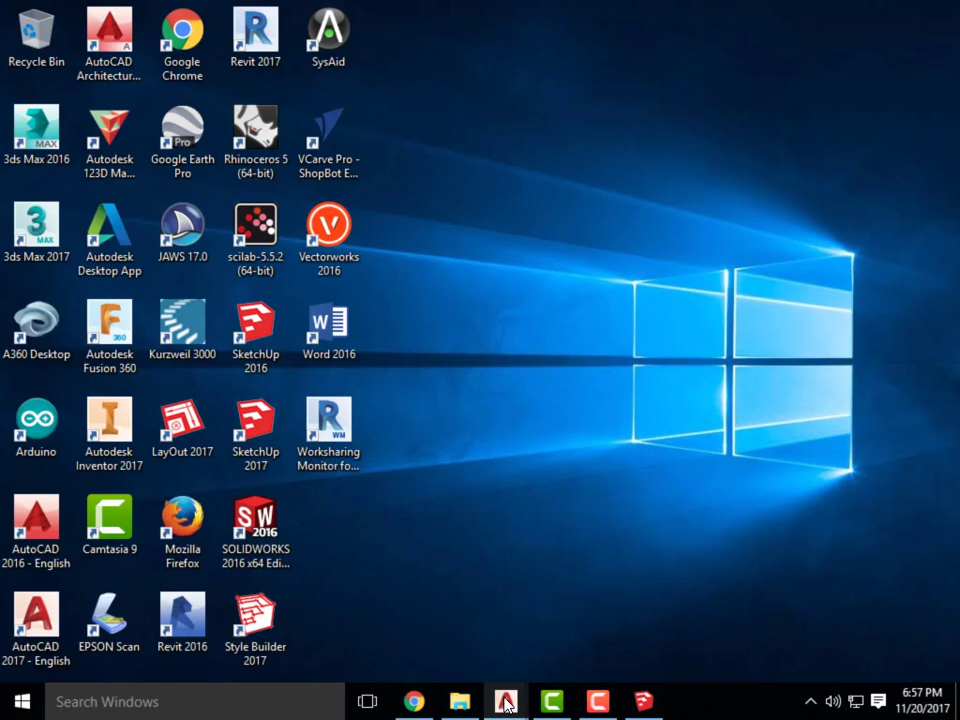 Recycle Bin
AutoCAD
Architectur...
Google
Chrome
Revit 2017
SysAid
3ds Max 2016
Autodesk
123D Ma...
Google Earth
Pro
Rhinoceros 5
(64-bit)
VCarve Pro -
ShopBot E...
3ds Max 2017
Autodesk
Desktop App
JAWS 17.0
scilab-5.5.2
(64-bit)
Vectorworks
2016
A360 Desktop
Autodesk
Fusion 360
Kurzweil 3000
SketchUp
2016
Word 2016
Arduino
Autodesk
Inventor 2017
LayOut 2017
SketchUp
2017
Worksharing
Monitor fo...
AutoCAD
2016 - English
Camtasia 9
Mozilla
Firefox
SOLIDWORKS
2016 x64 Edi...
AutoCAD
2017 - English
EPSON Scan
Revit 2016
Style Builder
2017
Search Windows
6:57 PM
11/20/2017